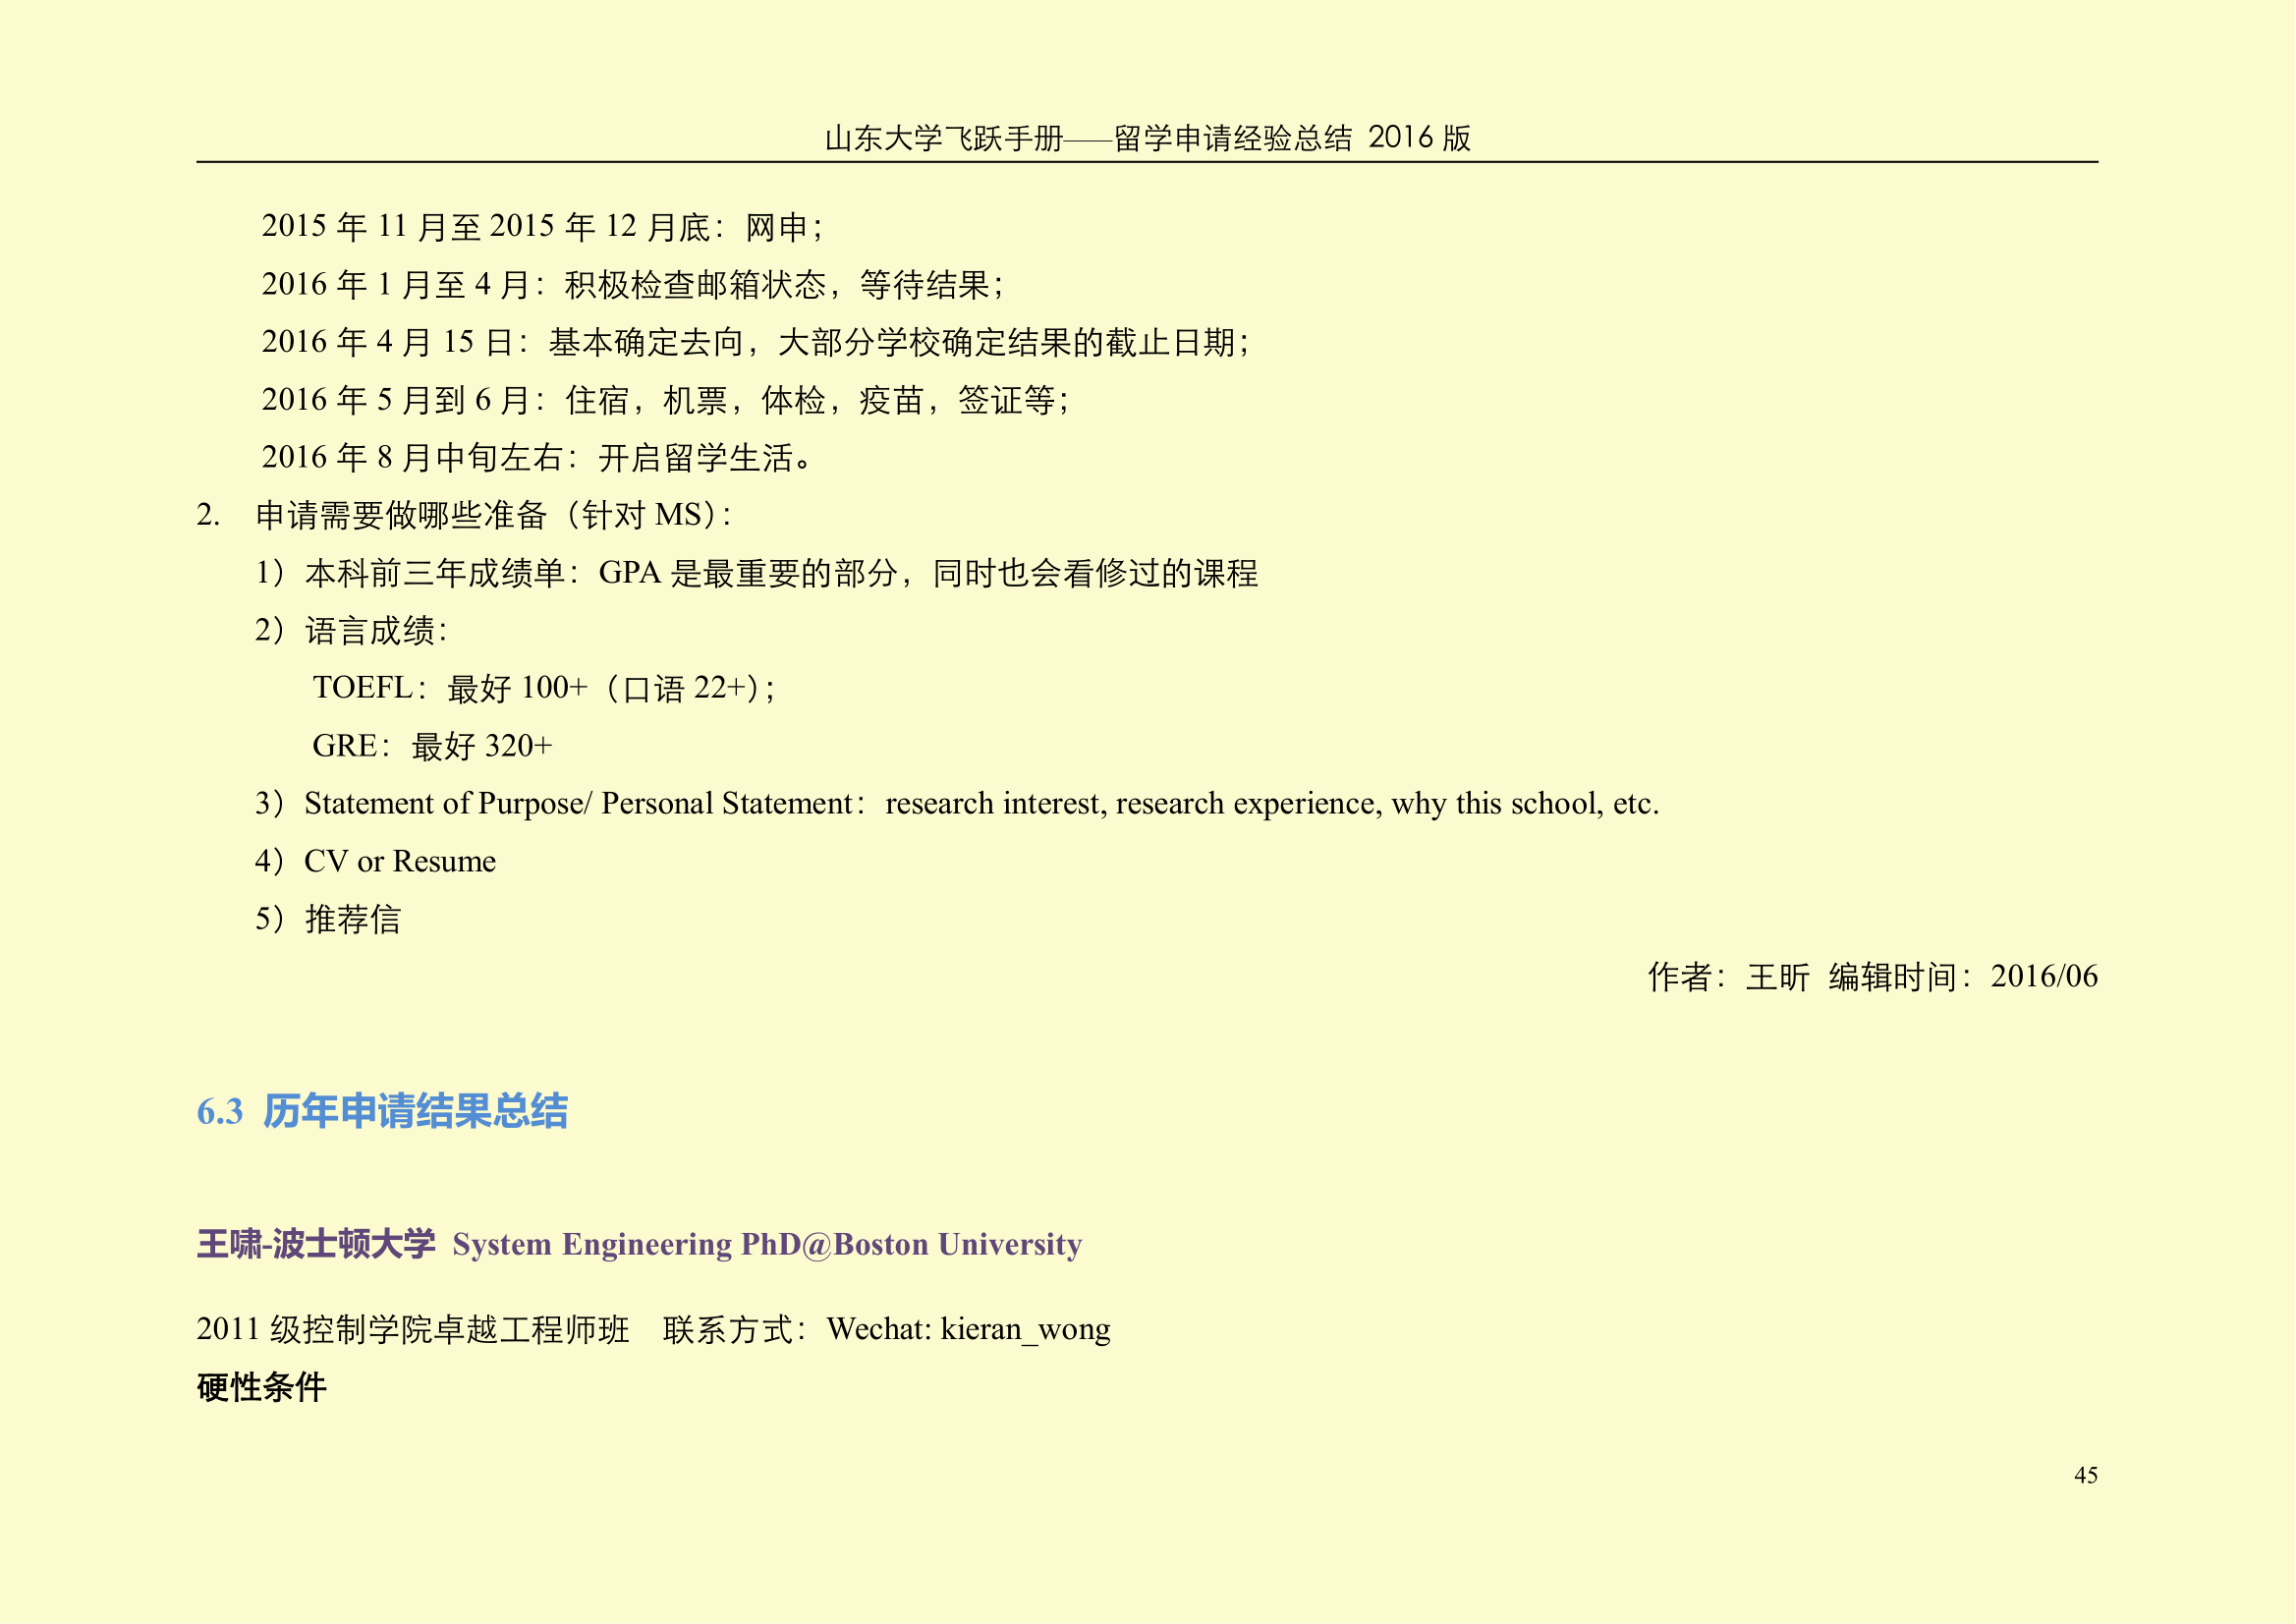 山东大学飞跃手册——留学申请经验总结 2016 版
2015 年 11 月至 2015 年 12 月底：网申；
2016 年 1 月至 4 月：积极检查邮箱状态，等待结果；
2016 年 4 月 15 日：基本确定去向，大部分学校确定结果的截止日期；
2016 年 5 月到 6 月：住宿，机票，体检，疫苗，签证等；
2016 年 8 月中旬左右：开启留学生活。
2. 申请需要做哪些准备（针对 MS）：
1）本科前三年成绩单：GPA 是最重要的部分，同时也会看修过的课程
2）语言成绩：
TOEFL：最好 100+（口语 22+）；
GRE：最好 320+
3）Statement of Purpose/ Personal Statement：research interest, research experience, why this school, etc.
4）CV or Resume
5）推荐信
作者：王昕 编辑时间：2016/06
6.3 历年申请结果总结
王啸-波士顿大学 System Engineering PhD@Boston University
2011 级控制学院卓越工程师班 联系方式：Wechat: kieran_wong
硬性条件
45